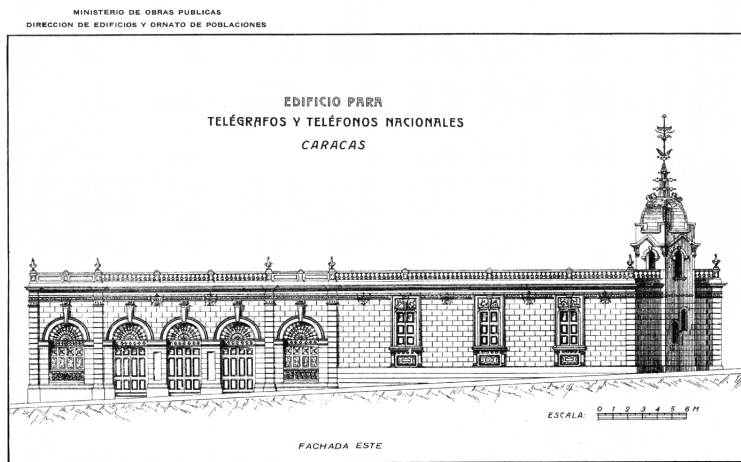 MINISTERIO DE OBRAS PUBLICAS
DIRECCION DE EDIFICIOS Y ORNATO DE POBLACIONES
EDIFICIO PARA
TELÉGRAFOS Y TELÉFONOS NACIONALES
CARACAS
ESCALA: 0 1 2 3 4 5 6 M
FACHADA ESTE